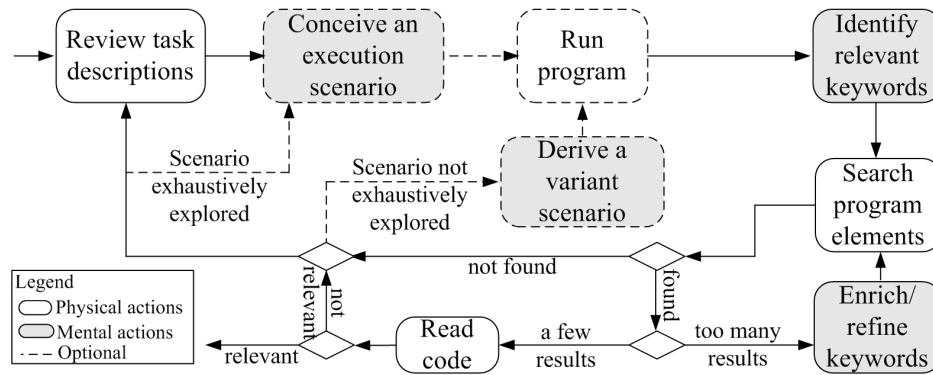 Review task
descriptions
Conceive an
execution
scenario
Run
program
Identify
relevant
keywords
Scenario
exhaustively
explored
Scenario not
exhaustively
explored
Derive a
variant
scenario
Search
program
elements
not found
found
not
relevant
relevant
Read
code
a few
results
too many
results
Enrich/
refine
keywords
Legend
Physical actions
Mental actions
Optional